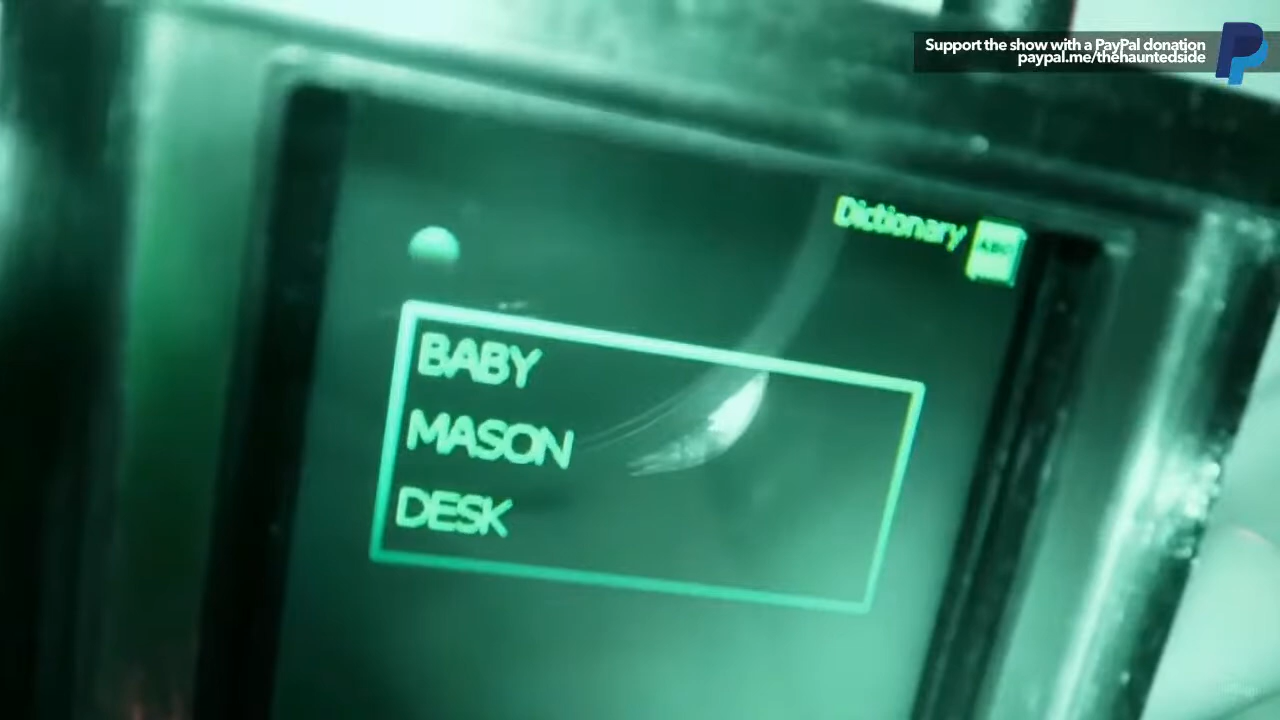 Support the show with a PayPal donation
paypal.me/thehauntedside
Dictionary
BABY
MASON
DESK